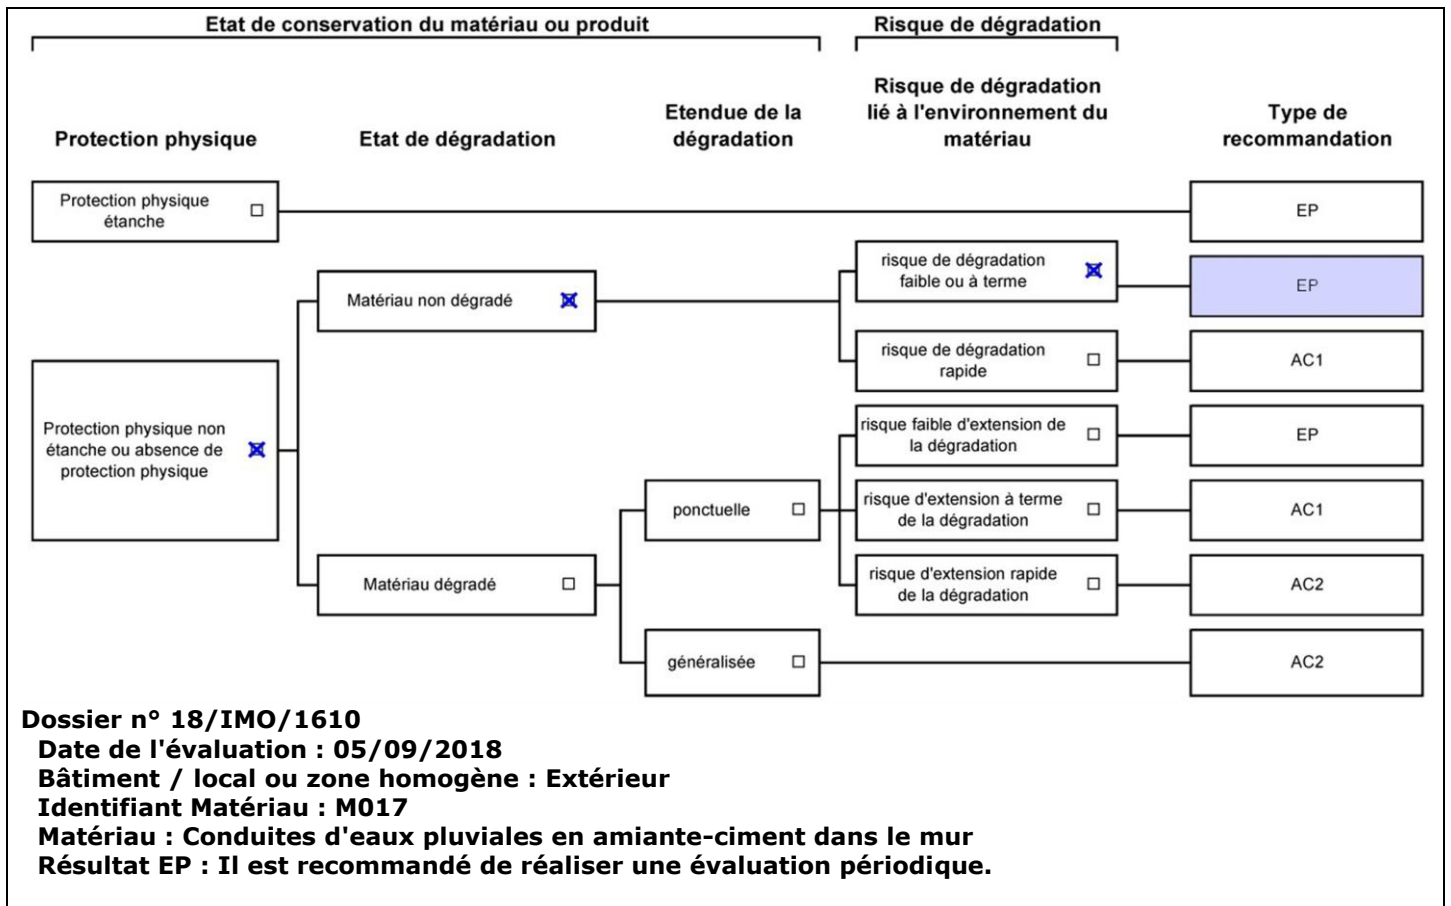 Etat de conservation du matériau ou produit
Risque de dégradation
Protection physique
Etat de dégradation
Etendue de la
dégradation
Risque de dégradation
lié à l'environnement du
matériau
Type de
recommandation
Protection physique
étanche
EP
risque de dégradation
faible ou à terme
EP
Matériau non dégradé
risque de dégradation
rapide
AC1
Protection physique non
étanche ou absence de
protection physique
risque faible d'extension de
la dégradation
EP
ponctuelle
risque d'extension à terme
de la dégradation
AC1
Matériau dégradé
risque d'extension rapide
de la dégradation
AC2
généralisée
AC2
Dossier n° 18/IMO/1610
Date de l'évaluation : 05/09/2018
Bâtiment / local ou zone homogène : Extérieur
Identifiant Matériau : M017
Matériau : Conduites d'eaux pluviales en amiante-ciment dans le mur
Résultat EP : Il est recommandé de réaliser une évaluation périodique.